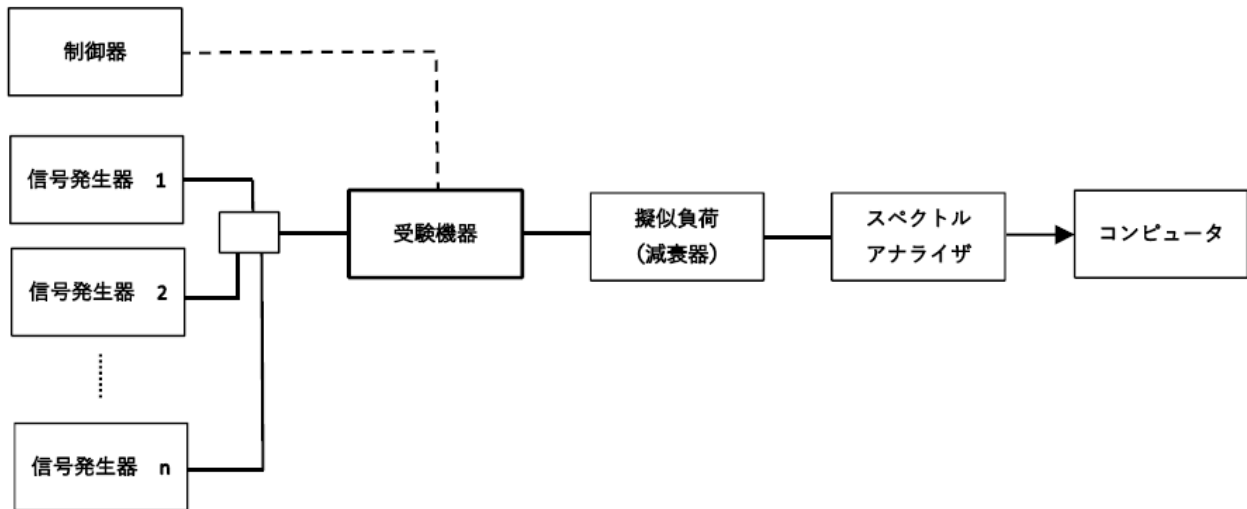 制御器
信号発生器　1
信号発生器　2
信号発生器　n
受験機器
擬似負荷
(減衰器)
スペクトル
アナライザ
コンピュータ